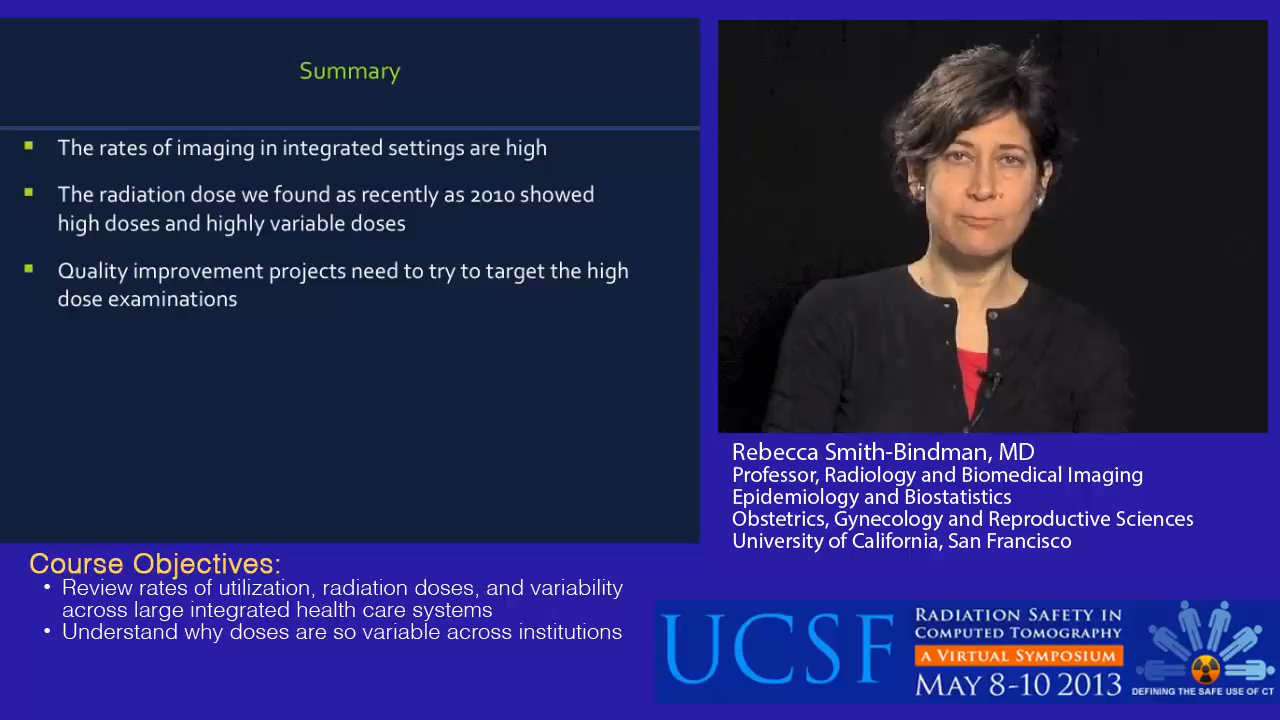 Summary
The rates of imaging in integrated settings are high
The radiation dose we found as recently as 2010 showed
high doses and highly variable doses
Quality improvement projects need to try to target the high
dose examinations
Rebecca Smith-Bindman, MD
Professor, Radiology and Biomedical Imaging
Epidemiology and Biostatistics
Obstetrics, Gynecology and Reproductive Sciences
University of California, San Francisco
Course Objectives:
• Review rates of utilization, radiation doses, and variability
across large integrated health care systems
• Understand why doses are so variable across institutions
UCSF
RADIATION SAFETY IN
COMPUTED TOMOGRAPHY
A VIRTUAL SYMPOSIUM
MAY 8-10 2013
DEFINING THE SAFE USE OF CT